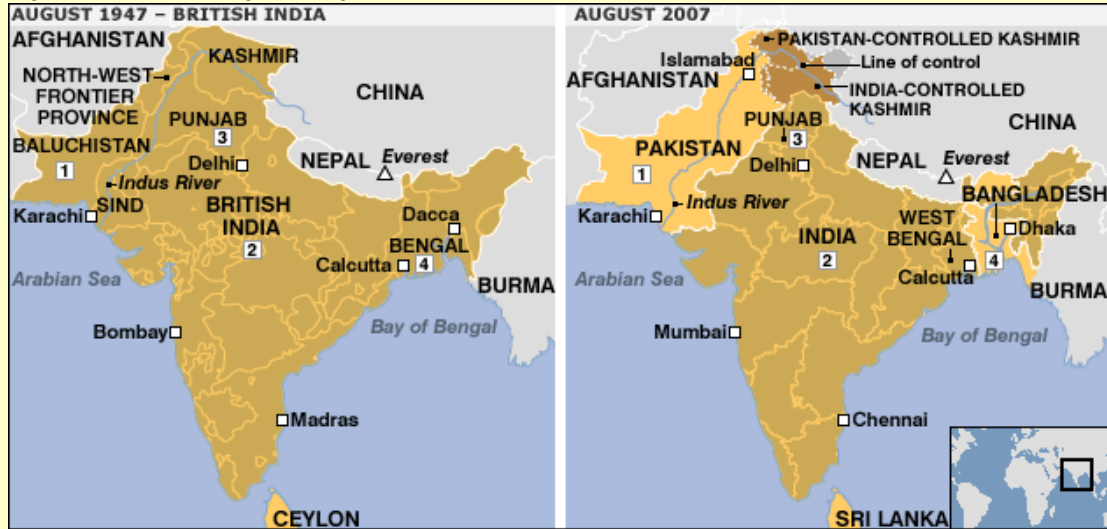 AUGUST 1947 – BRITISH INDIA
AFGHANISTAN
KASHMIR
NORTH-WEST
FRONTIER
PROVINCE
CHINA
PUNJAB
3
BALUCHISTAN
1
Delhi
NEPAL
Everest
Indus River
Karachi
SIND
BRITISH
INDIA
2
Dacca
BENGAL
4
Calcutta
Arabian Sea
BURMA
Bombay
Bay of Bengal
Madras
CEYLON
AUGUST 2007
PAKISTAN-CONTROLLED KASHMIR
Islamabad
Line of control
AFGHANISTAN
INDIA-CONTROLLED
KASHMIR
CHINA
PUNJAB
3
PAKISTAN
1
Delhi
NEPAL
Everest
Indus River
BANGLADESH
Karachi
WEST
BENGAL
Dhaka
INDIA
2
4
Calcutta
Arabian Sea
BURMA
Mumbai
Bay of Bengal
Chennai
SRI LANKA